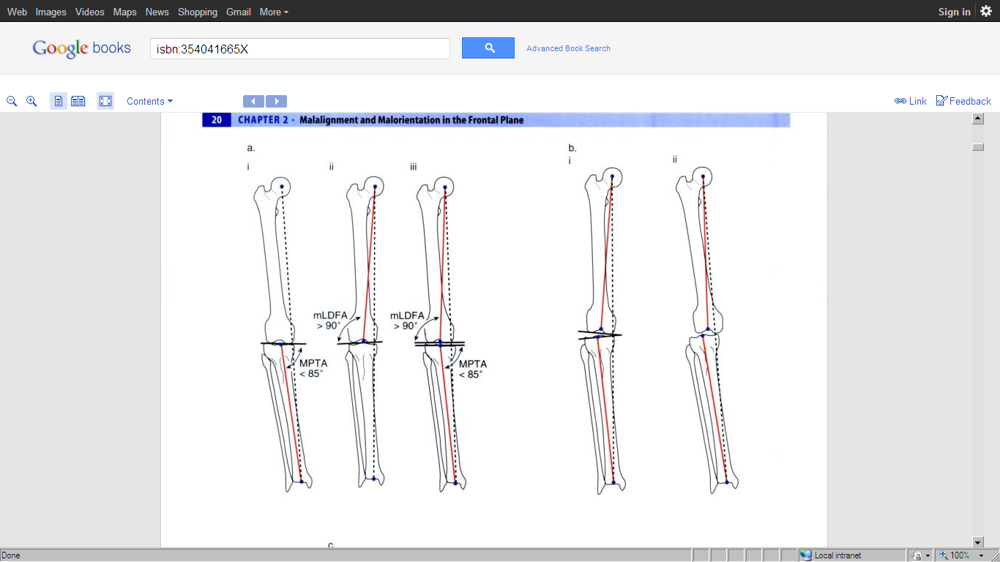 Web Images Videos Maps News Shopping Gmail More Sign in
Google books isbn:354041665X Advanced Book Search
Contents Link Feedback
20 CHAPTER 2 · Malalignment and Malorientation in the Frontal Plane
a. b.
i ii iii i ii
mLDFA
> 90°
mLDFA
> 90°
MPTA
< 85°
MPTA
< 85°
c.
Done Local intranet 100%